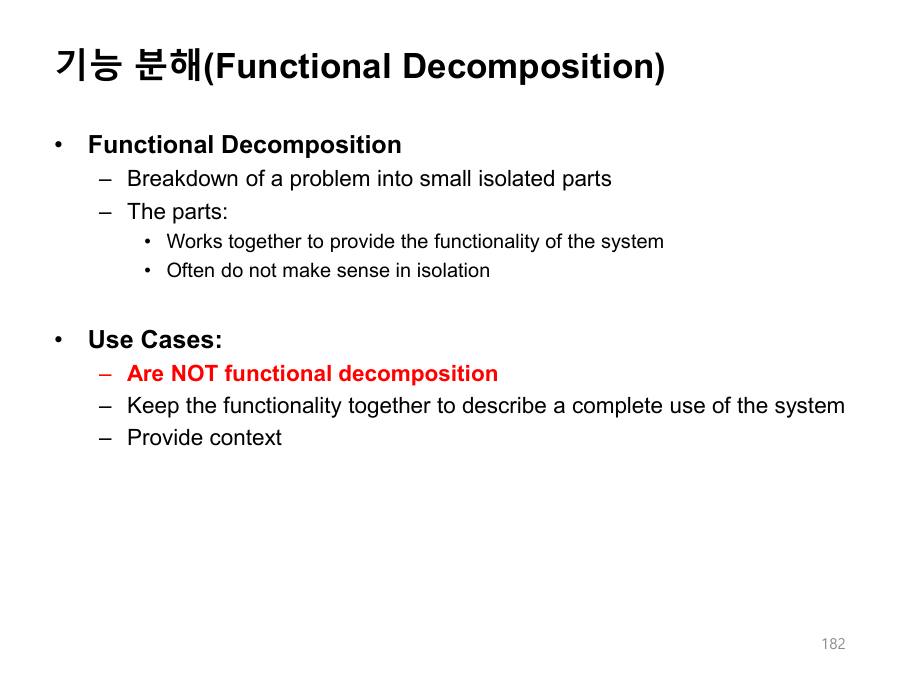 기능 분해(Functional Decomposition)
• Functional Decomposition
– Breakdown of a problem into small isolated parts
– The parts:
• Works together to provide the functionality of the system
• Often do not make sense in isolation
• Use Cases:
– Are NOT functional decomposition
– Keep the functionality together to describe a complete use of the system
– Provide context
182